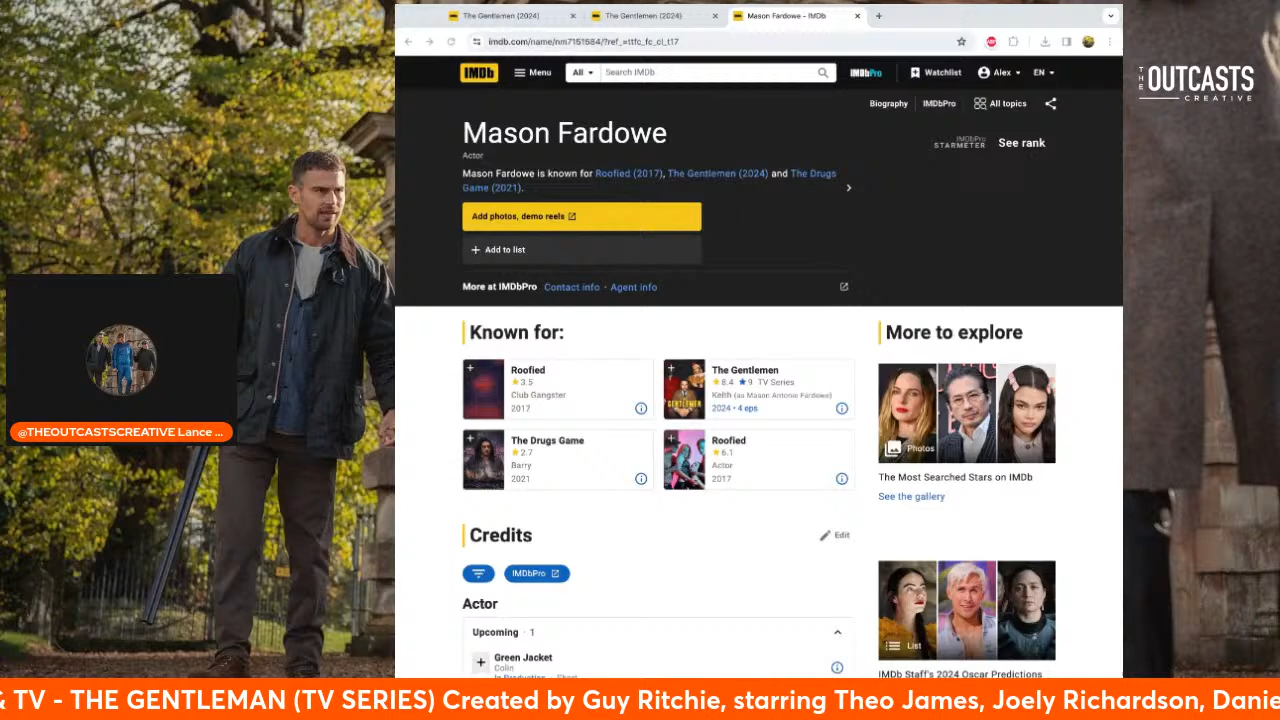 The Gentlemen (2024)
The Gentlemen (2024)
Mason Fardowe - IMDb
imdb.com/name/nm7151684/?ref_=ttfc_fc_cl_t17
IMDb
Menu
All
Search IMDb
IMDbPro
Watchlist
Alex
EN
THE OUTCASTS
CREATIVE
Biography
IMDbPro
All topics
Mason Fardowe
Actor
IMDbPro
STARMETER
See rank
Mason Fardowe is known for Roofied (2017), The Gentlemen (2024) and The Drugs
Game (2021).
Add photos, demo reels
Add to list
More at IMDbPro
Contact info
Agent info
Known for:
More to explore
Roofied
3.5
Club Gangster
2017
The Gentlemen
8.4
9
TV Series
Keith (as Mason Antonio Fardowe)
2024 • 4 eps
GENTLEMEN
The Drugs Game
2.7
Barry
2021
Roofied
6.1
Actor
2017
Photos
The Most Searched Stars on IMDb
See the gallery
@THEOUTCASTSCREATIVE Lance ...
Credits
Edit
IMDbPro
Actor
Upcoming · 1
Green Jacket
Colin
In Production · Short
List
IMDb Staff's 2024 Oscar Predictions
& TV - THE GENTLEMAN (TV SERIES) Created by Guy Ritchie, starring Theo James, Joely Richardson, Danie